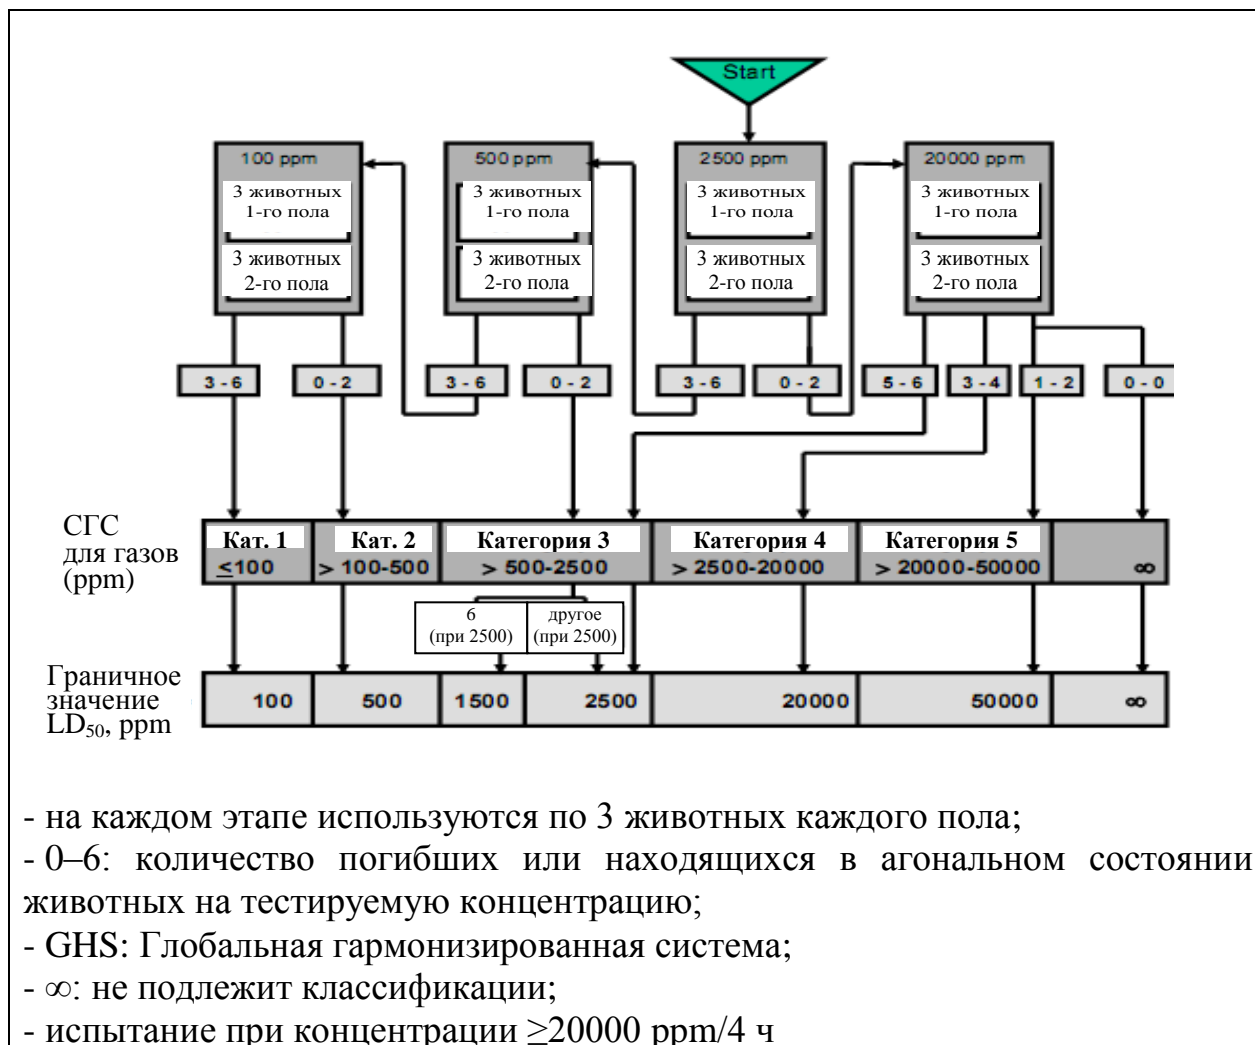 Start
100 ppm
500 ppm
2500 ppm
20000 ppm
3 животных
1-го пола
3 животных
1-го пола
3 животных
1-го пола
3 животных
1-го пола
3 животных
2-го пола
3 животных
2-го пола
3 животных
2-го пола
3 животных
2-го пола
3 - 6
0 - 2
3 - 6
0 - 2
3 - 6
0 - 2
5 - 6
3 - 4
1 - 2
0 - 0
СГС
для газов
(ppm)
Кат. 1
≤100
Кат. 2
> 100-500
Категория 3
> 500-2500
Категория 4
> 2500-20000
Категория 5
> 20000-50000
∞
6
(при 2500)
другое
(при 2500)
Граничное
значение
LD50, ppm
100
500
1500
2500
20000
50000
∞
- на каждом этапе используются по 3 животных каждого пола;
- 0–6: количество погибших или находящихся в агональном состоянии
животных на тестируемую концентрацию;
- GHS: Глобальная гармонизированная система;
- ∞: не подлежит классификации;
- испытание при концентрации ≥20000 ppm/4 ч